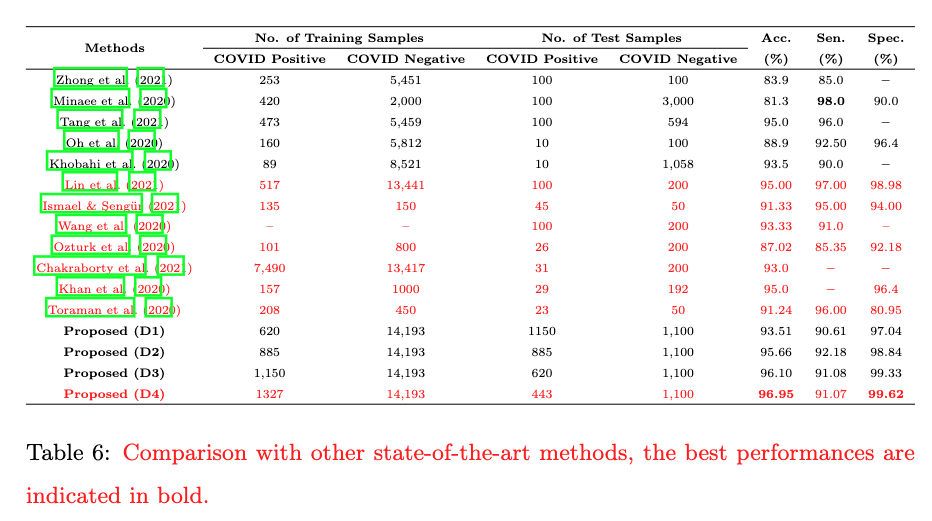 Methods No. of Training Samples No. of Test Samples Acc. Sen. Spec.
COVID Positive COVID Negative COVID Positive COVID Negative (%) (%) (%)
Zhong et al. (2021) 253 5,451 100 100 83.9 85.0 –
Minaee et al. (2020) 420 2,000 100 3,000 81.3 98.0 90.0
Tang et al. (2021) 473 5,459 100 594 95.0 96.0 –
Oh et al. (2020) 160 5,812 10 100 88.9 92.50 96.4
Khobahi et al. (2020) 89 8,521 10 1,058 93.5 90.0 –
Lin et al. (2021) 517 13,441 100 200 95.00 97.00 98.98
Ismael & Şengür (2021) 135 150 45 50 91.33 95.00 94.00
Wang et al. (2020) – – 100 200 93.33 91.0 –
Ozturk et al. (2020) 101 800 26 200 87.02 85.35 92.18
Chakraborty et al. (2021) 7,490 13,417 31 200 93.0 – –
Khan et al. (2020) 157 1000 29 192 95.0 – 96.4
Toraman et al. (2020) 208 450 23 50 91.24 96.00 80.95
Proposed (D1) 620 14,193 1150 1,100 93.51 90.61 97.04
Proposed (D2) 885 14,193 885 1,100 95.66 92.18 98.84
Proposed (D3) 1,150 14,193 620 1,100 96.10 91.08 99.33
Proposed (D4) 1327 14,193 443 1,100 96.95 91.07 99.62
Table 6: Comparison with other state-of-the-art methods, the best performances are
indicated in bold.